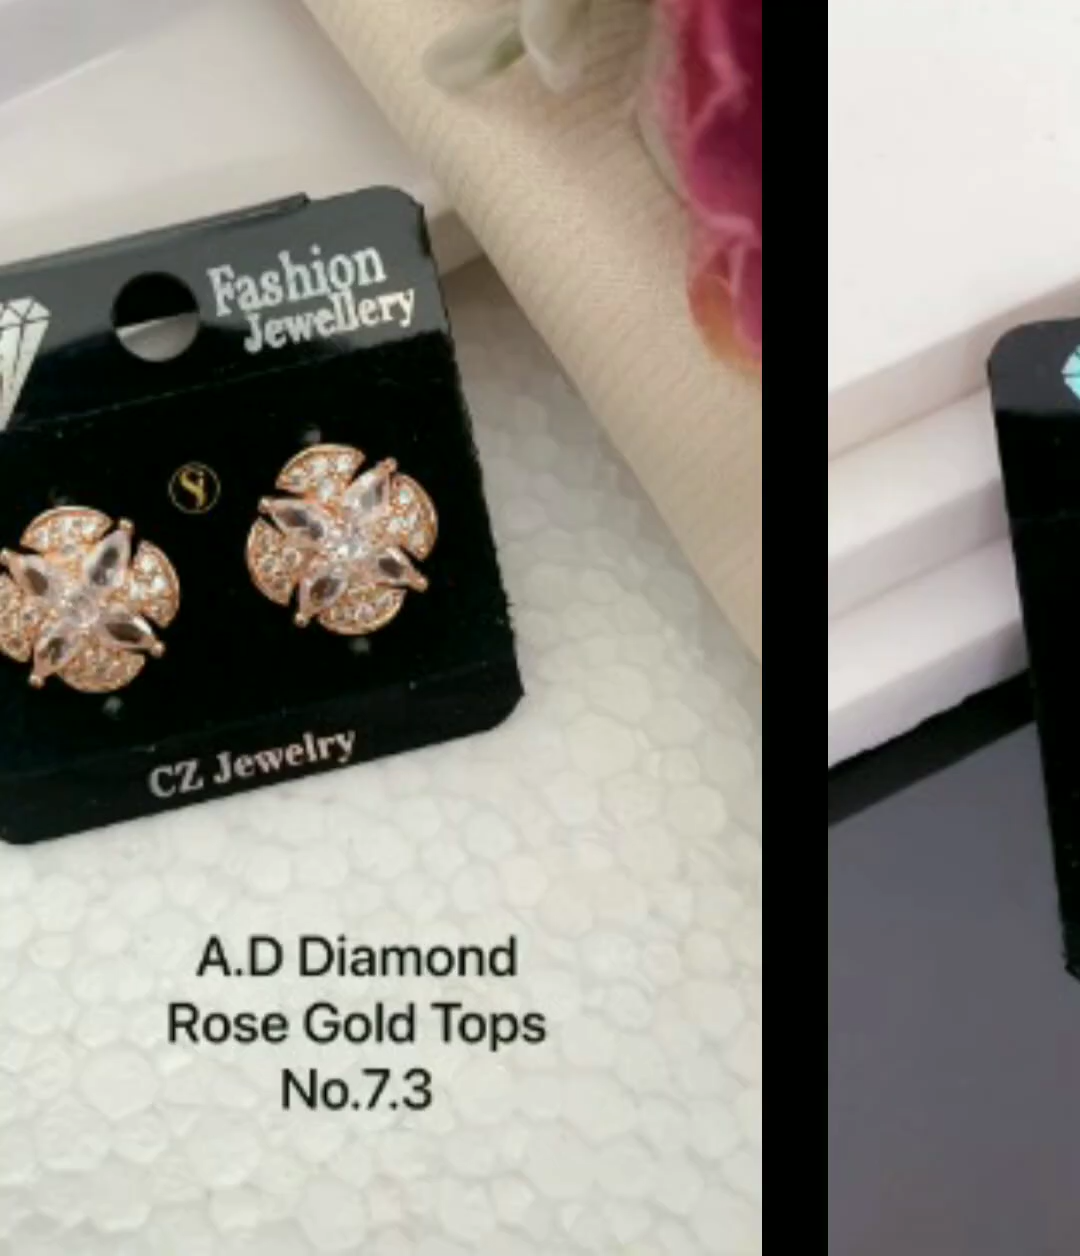 Fashion
Jewellery
CZ Jewelry
A.D Diamond
Rose Gold Tops
No.7.3